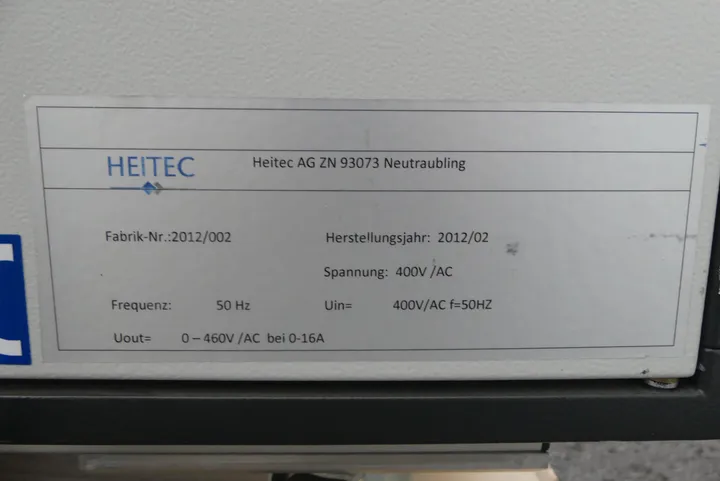 HEITEC Heitec AG ZN 93073 Neutraubling
Fabrik-Nr.:2012/002 Herstellungsjahr: 2012/02
Spannung: 400V /AC
Frequenz: 50 Hz Uin= 400V/AC f=50HZ
Uout= 0 – 460V /AC bei 0-16A